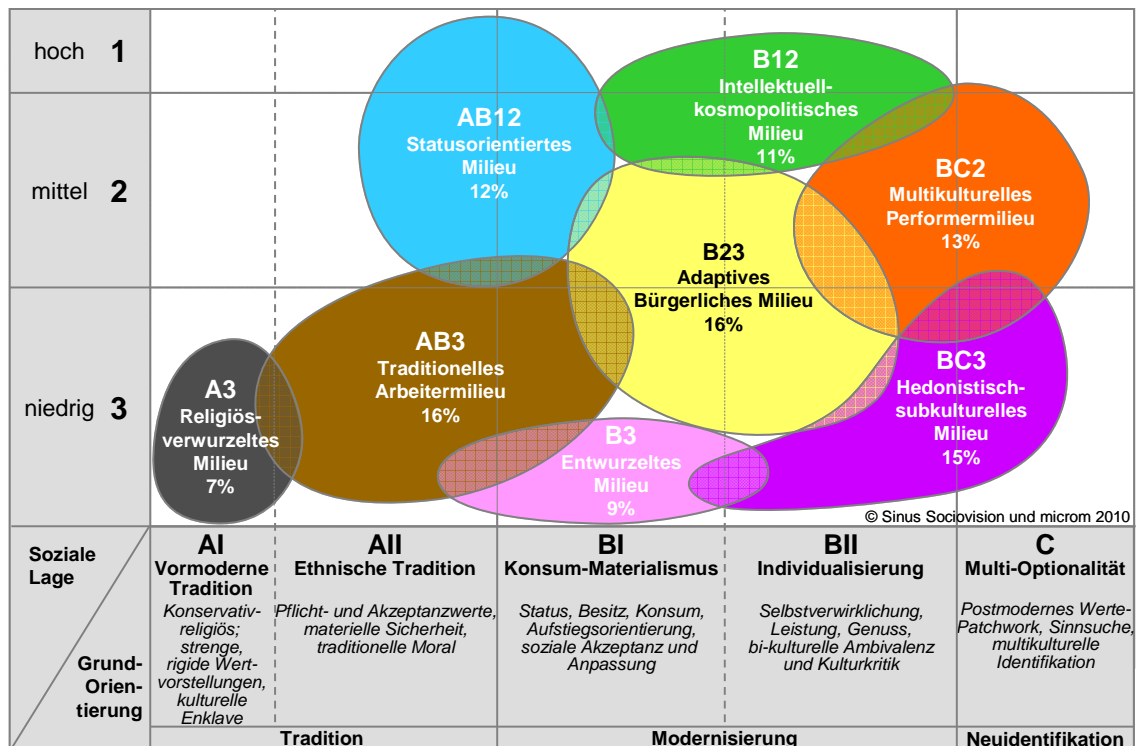 hoch 1
B12
Intellektuell-
kosmopolitisches
Milieu
11%
AB12
Statusorientiertes
Milieu
12%
mittel 2
BC2
Multikulturelles
Performermilieu
13%
B23
Adaptives
Bürgerliches Milieu
16%
AB3
Traditionelles
Arbeitermilieu
16%
BC3
Hedonistisch-
subkulturelles
Milieu
15%
niedrig 3
A3
Religiös-
verwurzeltes
Milieu
7%
B3
Entwurzeltes
Milieu
9%
© Sinus Sociovision und microm 2010
Soziale
Lage
Grund-
Orien-
tierung
AI
Vormoderne
Tradition
Konservativ-
religiös;
strenge,
rigide Wert-
vorstellungen,
kulturelle
Enklave
AII
Ethnische Tradition
Pflicht- und Akzeptanzwerte,
materielle Sicherheit,
traditionelle Moral
BI
Konsum-Materialismus
Status, Besitz, Konsum,
Aufstiegsorientierung,
soziale Akzeptanz und
Anpassung
BII
Individualisierung
Selbstverwirklichung,
Leistung, Genuss,
bi-kulturelle Ambivalenz
und Kulturkritik
C
Multi-Optionalität
Postmodernes Werte-
Patchwork, Sinnsuche,
multikulturelle
Identifikation
Tradition
Modernisierung
Neuidentifikation